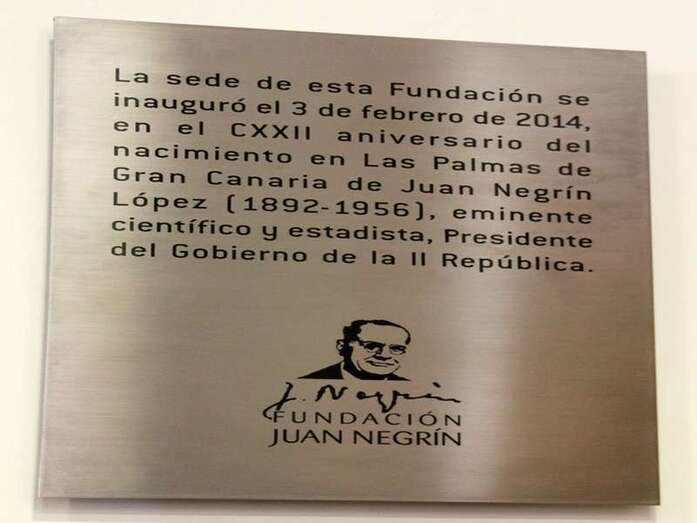 La sede de esta Fundación se
inauguró el 3 de febrero de 2014,
en el CXXII aniversario del
nacimiento en Las Palmas de
Gran Canaria de Juan Negrín
López (1892-1956), eminente
científico y estadista, Presidente
del Gobierno de la II República.
J. Negrín
FUNDACIÓN
JUAN NEGRÍN